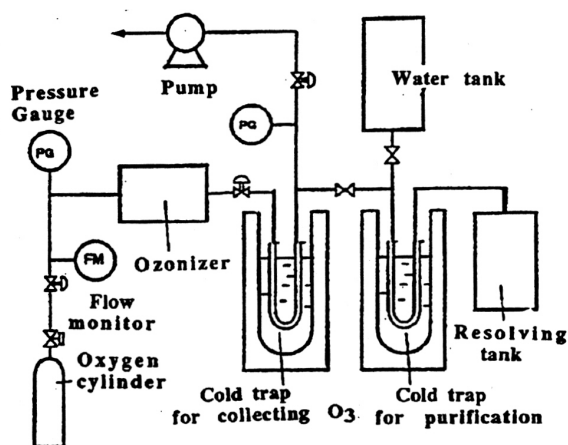 Pump
Water tank
Pressure
Gauge
PG
PG
Ozonizer
FM
Flow
monitor
Oxygen
cylinder
Resolving
tank
Cold trap
for collecting O3
Cold trap
for purification